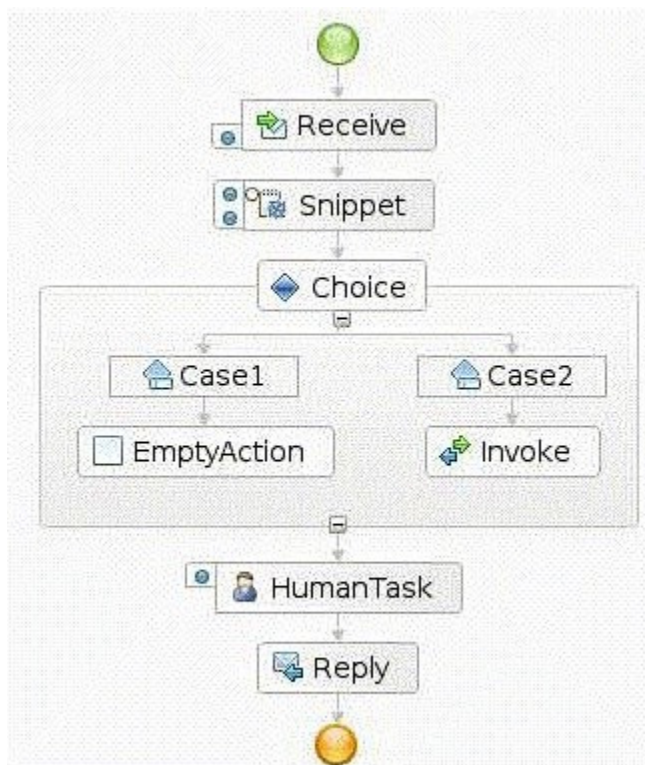 Receive
Snippet
Choice
Case1
Case2
EmptyAction
Invoke
HumanTask
Reply